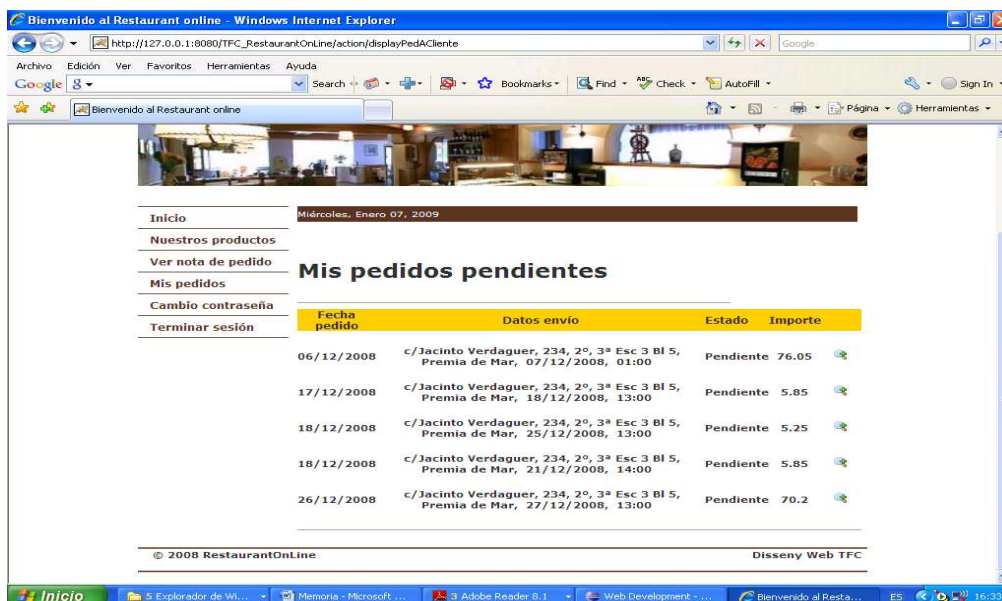 Bienvenido al Restaurant online - Windows Internet Explorer
http://127.0.0.1:8080/TFC_RestaurantOnLine/action/displayPedACliente
Google
Archivo Edición Ver Favoritos Herramientas Ayuda
Google Search Bookmarks Find Check AutoFill Sign In
Bienvenido al Restaurant online Página Herramientas
Inicio
Nuestros productos
Ver nota de pedido
Mis pedidos
Cambio contraseña
Terminar sesión
Miércoles, Enero 07, 2009
Mis pedidos pendientes
Fecha pedido Datos envío Estado Importe
06/12/2008 c/Jacinto Verdaguer, 234, 2º, 3ª Esc 3 Bl 5, Pendiente 76.05
Premia de Mar, 07/12/2008, 01:00
17/12/2008 c/Jacinto Verdaguer, 234, 2º, 3ª Esc 3 Bl 5, Pendiente 5.85
Premia de Mar, 18/12/2008, 13:00
18/12/2008 c/Jacinto Verdaguer, 234, 2º, 3ª Esc 3 Bl 5, Pendiente 5.25
Premia de Mar, 25/12/2008, 13:00
18/12/2008 c/Jacinto Verdaguer, 234, 2º, 3ª Esc 3 Bl 5, Pendiente 5.85
Premia de Mar, 21/12/2008, 14:00
26/12/2008 c/Jacinto Verdaguer, 234, 2º, 3ª Esc 3 Bl 5, Pendiente 70.2
Premia de Mar, 27/12/2008, 13:00
© 2008 RestaurantOnLine Disseny Web TFC
Inicio 5 Explorador de Wi... Memoria - Microsoft ... 3 Adobe Reader 8.1 Web Development - ... Bienvenido al Resta... ES 16:33